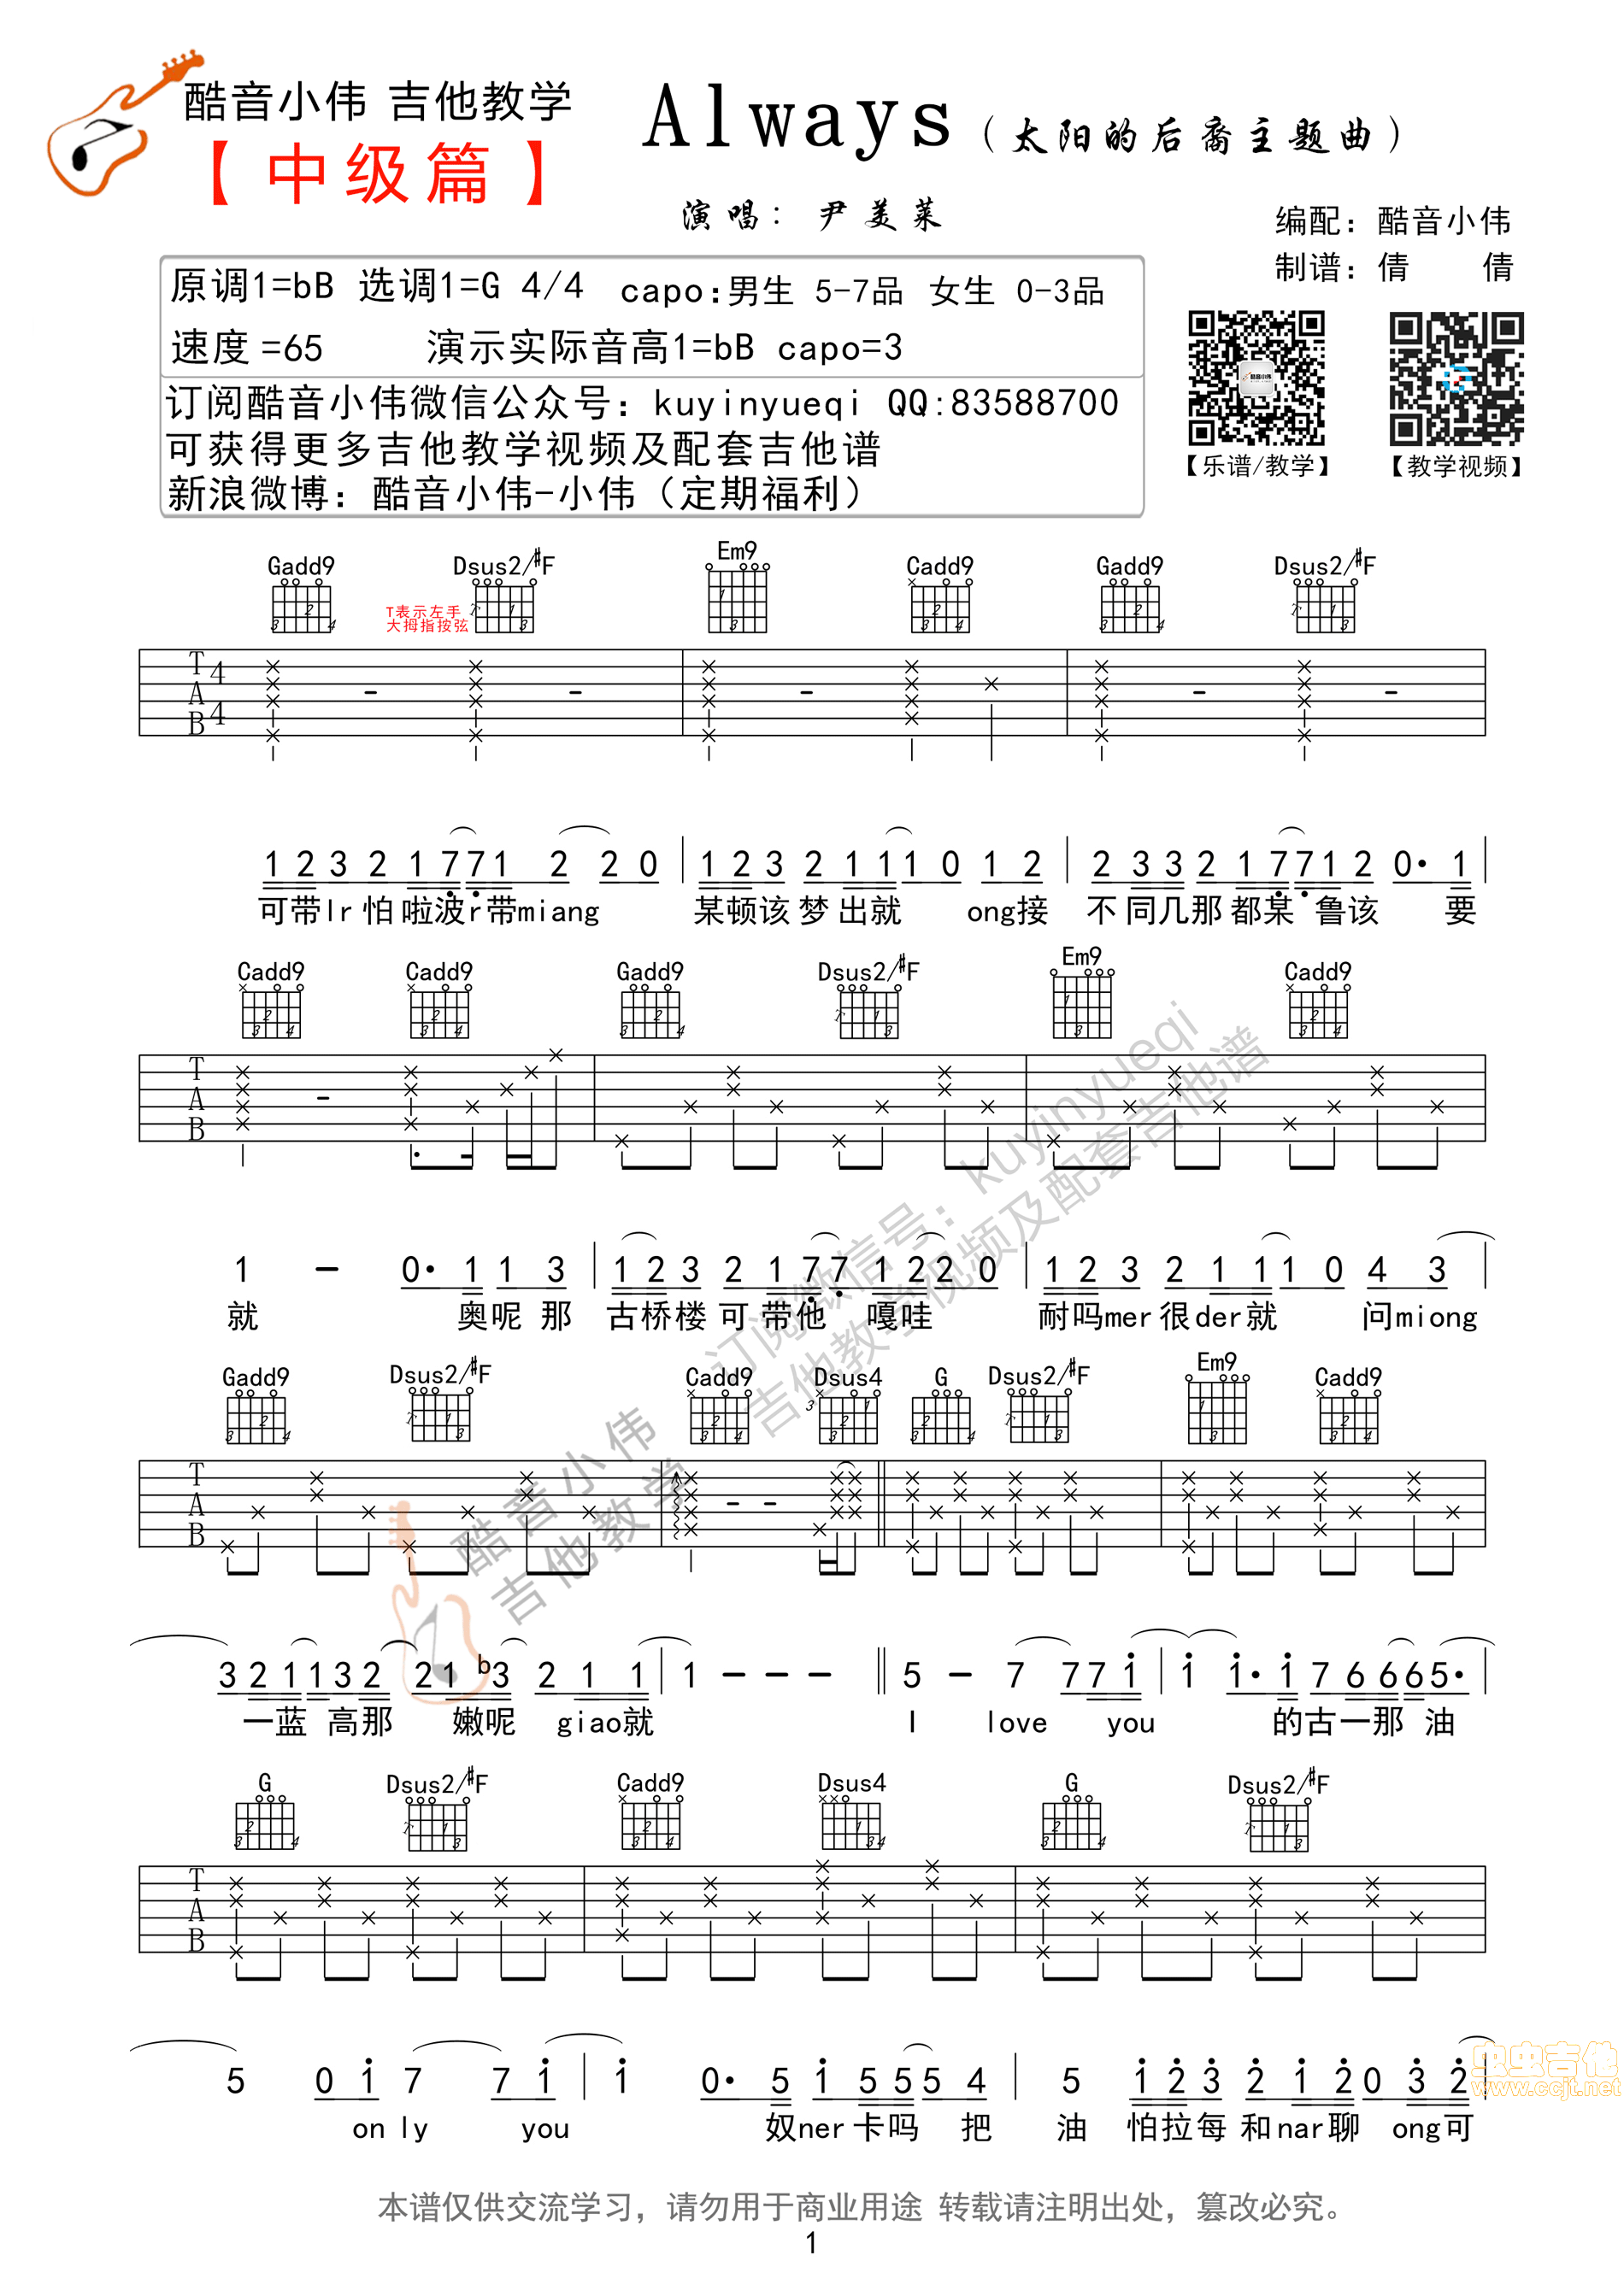 酷音小伟 吉他教学
【中级篇】
Always（太阳的后裔主题曲）
演唱：尹美莱
编配：酷音小伟
制谱：倩 倩
原调1=bB 选调1=G 4/4 capo:男生 5-7品 女生 0-3品
速度=65 演示实际音高1=bB capo=3
订阅酷音小伟微信公众号：kuyinyueqi QQ:83588700
可获得更多吉他教学视频及配套吉他谱
新浪微博：酷音小伟-小伟（定期福利）
【乐谱/教学】 【教学视频】
Gadd9 Dsus2/#F Em9 Cadd9 Gadd9 Dsus2/#F
T表示左手
大拇指按弦
T A B 4/4
1 2 3 2 1 7 7 1 2 2 0 | 1 2 3 2 1 1 1 0 1 2 | 2 3 3 2 1 7 7 1 2 0· 1
可带lr怕啦波r带miang 某顿该梦出就 ong接 不同几那都某鲁该 要
Cadd9 Cadd9 Gadd9 Dsus2/#F Em9 Cadd9
T A B
1 - 0· 1 1 3 | 1 2 3 2 1 7 7 1 2 2 0 | 1 2 3 2 1 1 1 0 4 3 |
就 奥呢那 古桥楼可带他 嘎哇 耐吗mer很der就 问miong
Gadd9 Dsus2/#F Cadd9 Dsus4 G Dsus2/#F Em9 Cadd9
T A B
3 2 1 1 3 2 2 1 b3 2 1 1 | 1 - - - || 5 - 7 7 7 i | i i· i 7 6 6 6 5· |
一蓝 高那 嫩呢 giao就 I love you 的古一那 油
G Dsus2/#F Cadd9 Dsus4 G Dsus2/#F
T A B
5 0 i 7 7 i | i 0· 5 i 5 5 5 4 | 5 1 2 3 2 1 2 0 3 2 |
only you 奴ner卡吗 把 油 怕拉每 和nar聊 ong可
订阅微信号：kuyinyueqi
吉他教学视频及配套吉他谱
酷音小伟
吉他教学
虫虫吉他
www.ccjt.net
本谱仅供交流学习，请勿用于商业用途 转载请注明出处，篡改必究。
1